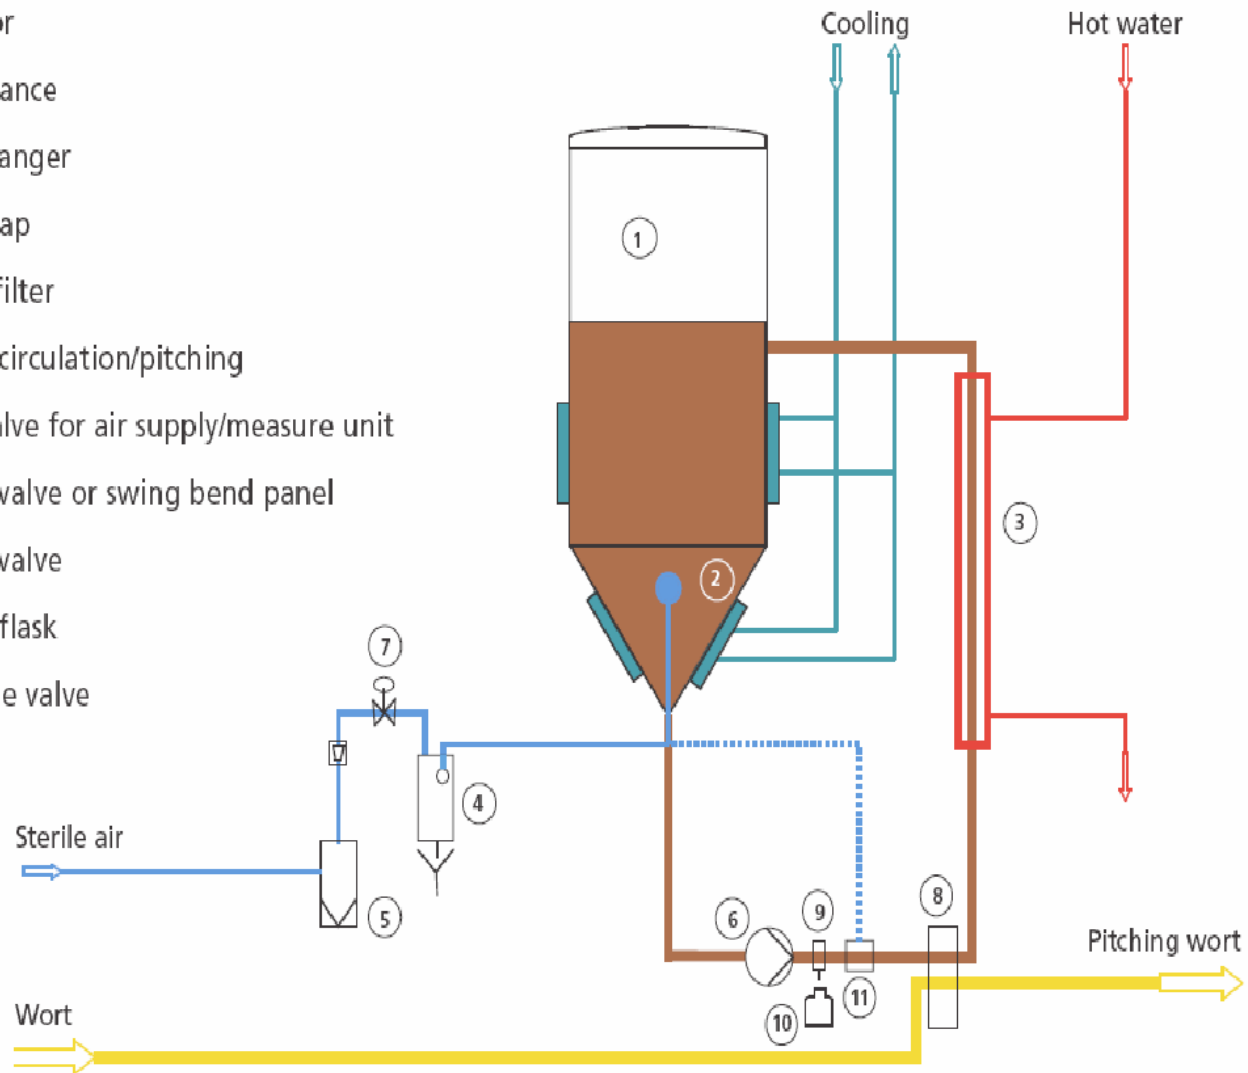 or
Cooling
Hot water
ance
anger
ap
filter
circulation/pitching
alve for air supply/measure unit
valve or swing bend panel
valve
flask
e valve
1
2
3
7
4
Sterile air
5
6
9
8
Pitching wort
11
10
Wort